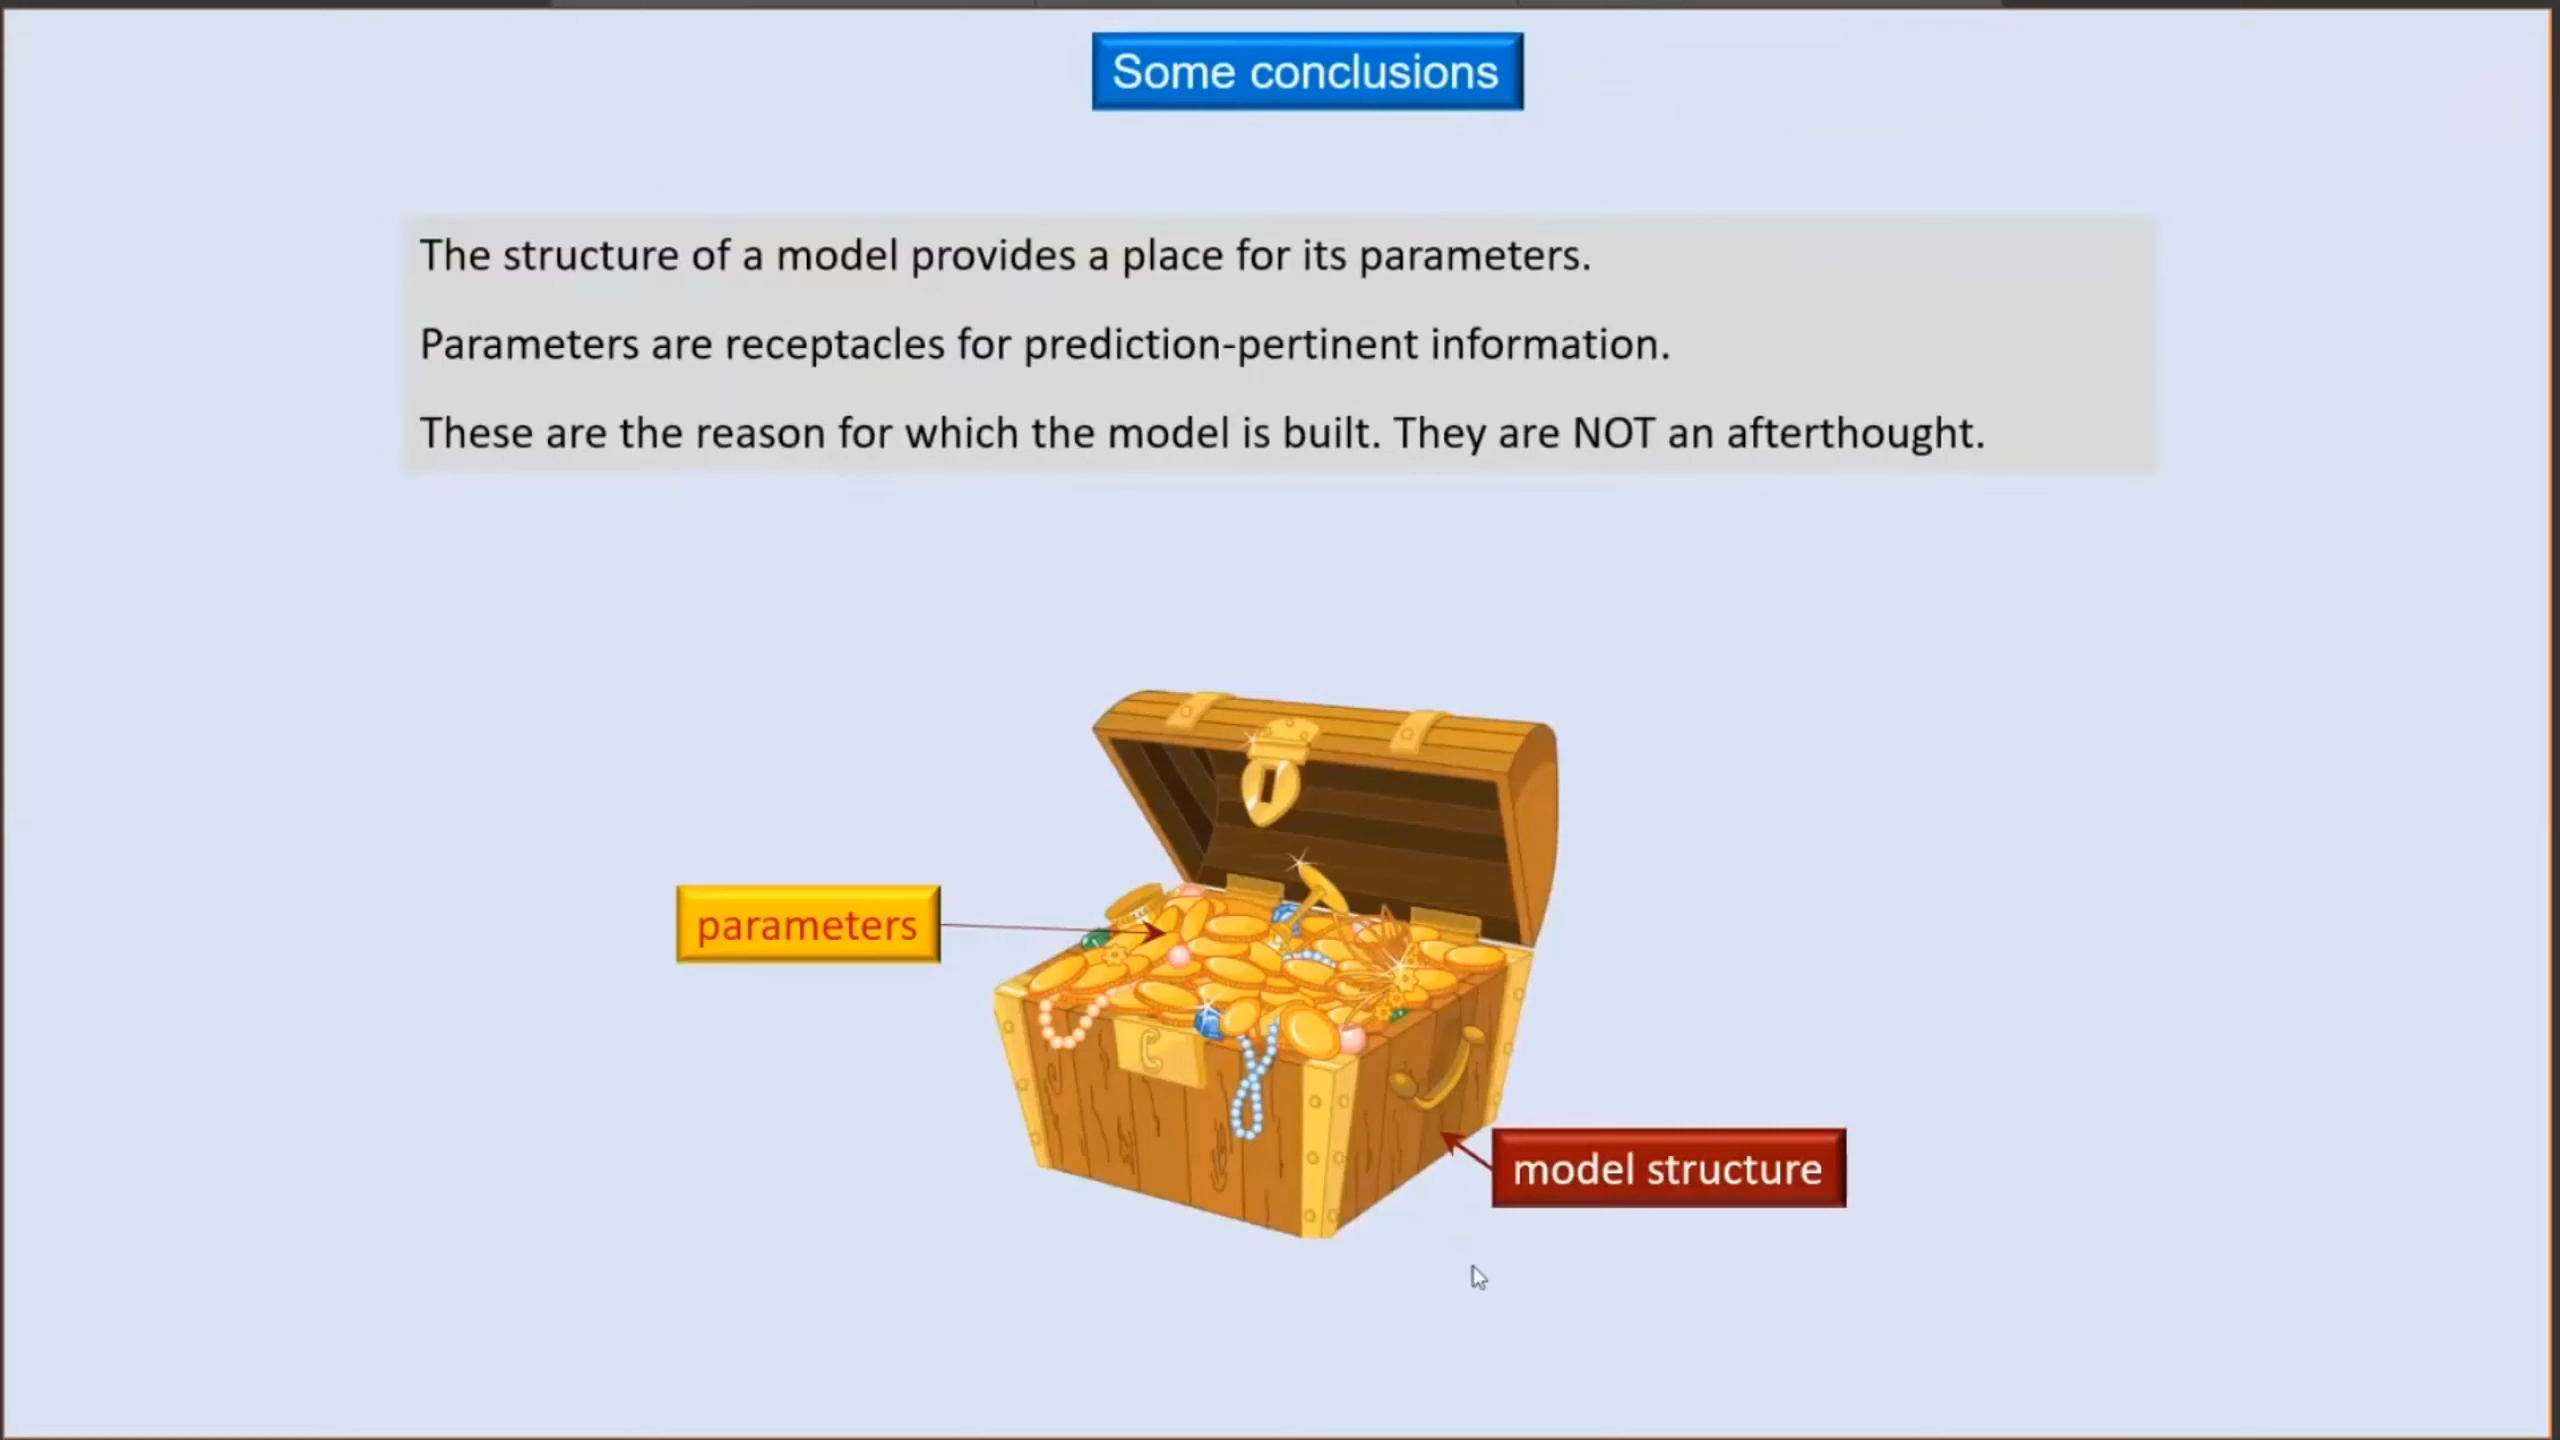 Some conclusions
The structure of a model provides a place for its parameters.
Parameters are receptacles for prediction-pertinent information.
These are the reason for which the model is built. They are NOT an afterthought.
parameters
model structure